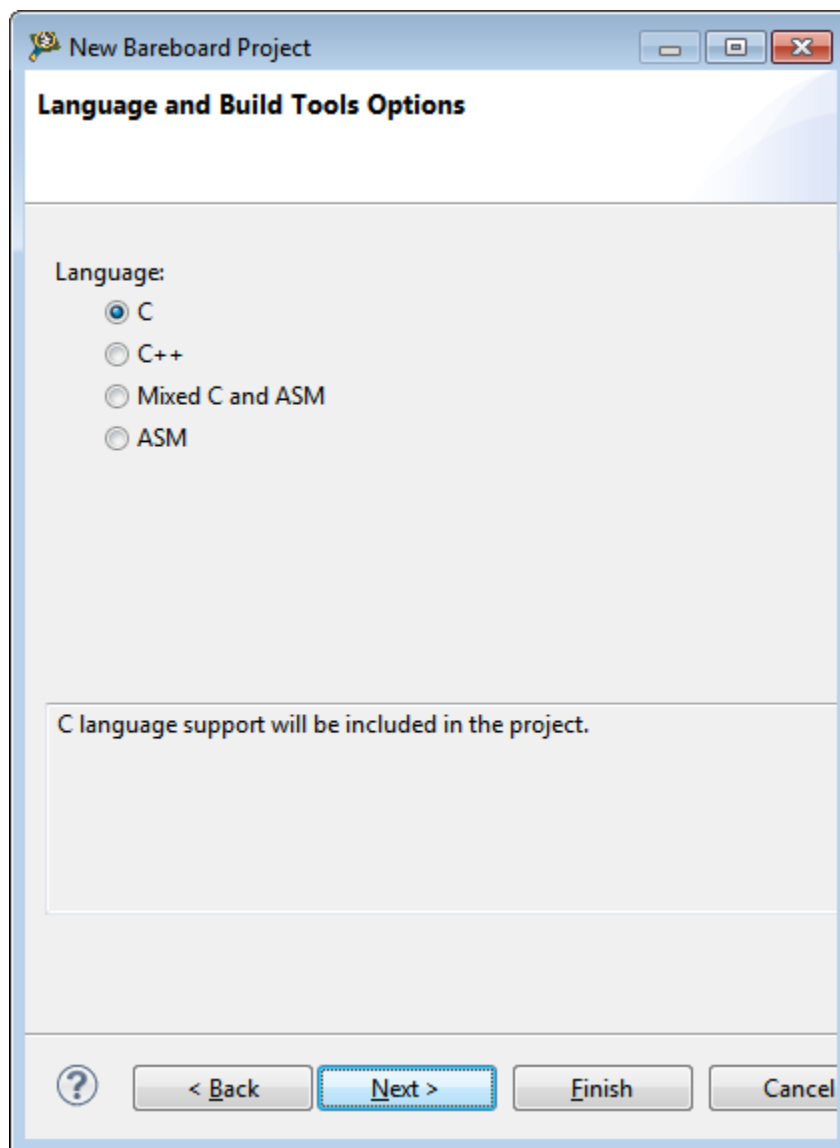 New Bareboard Project
Language and Build Tools Options
Language:
C
C++
Mixed C and ASM
ASM
C language support will be included in the project.
?
< Back
Next >
Finish
Cancel